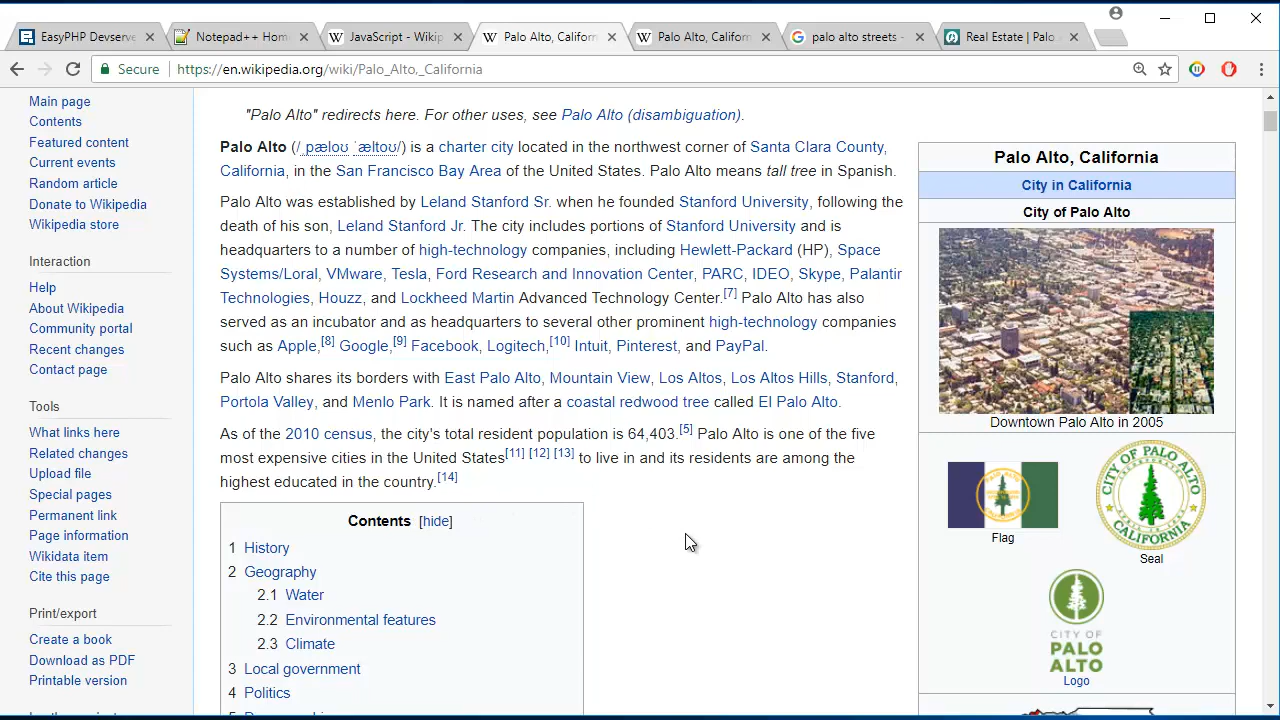 EasyPHP Devserve
Notepad++ Hom
JavaScript - Wikip
Palo Alto, Californ
Palo Alto, Californ
palo alto streets -
Real Estate | Palo
Secure
https://en.wikipedia.org/wiki/Palo_Alto,_California
Main page
Contents
Featured content
Current events
Random article
Donate to Wikipedia
Wikipedia store
Interaction
Help
About Wikipedia
Community portal
Recent changes
Contact page
Tools
What links here
Related changes
Upload file
Special pages
Permanent link
Page information
Wikidata item
Cite this page
Print/export
Create a book
Download as PDF
Printable version
"Palo Alto" redirects here. For other uses, see Palo Alto (disambiguation).
Palo Alto (/ˌpæloʊ ˈæltoʊ/) is a charter city located in the northwest corner of Santa Clara County,
California, in the San Francisco Bay Area of the United States. Palo Alto means tall tree in Spanish.
Palo Alto was established by Leland Stanford Sr. when he founded Stanford University, following the
death of his son, Leland Stanford Jr. The city includes portions of Stanford University and is
headquarters to a number of high-technology companies, including Hewlett-Packard (HP), Space
Systems/Loral, VMware, Tesla, Ford Research and Innovation Center, PARC, IDEO, Skype, Palantir
Technologies, Houzz, and Lockheed Martin Advanced Technology Center.[7] Palo Alto has also
served as an incubator and as headquarters to several other prominent high-technology companies
such as Apple,[8] Google,[9] Facebook, Logitech,[10] Intuit, Pinterest, and PayPal.
Palo Alto shares its borders with East Palo Alto, Mountain View, Los Altos, Los Altos Hills, Stanford,
Portola Valley, and Menlo Park. It is named after a coastal redwood tree called El Palo Alto.
As of the 2010 census, the city's total resident population is 64,403.[5] Palo Alto is one of the five
most expensive cities in the United States[11] [12] [13] to live in and its residents are among the
highest educated in the country.[14]
Contents [hide]
1 History
2 Geography
2.1 Water
2.2 Environmental features
2.3 Climate
3 Local government
4 Politics
Palo Alto, California
City in California
City of Palo Alto
Downtown Palo Alto in 2005
Flag
CITY OF PALO ALTO
CALIFORNIA
Seal
CITY OF
PALO
ALTO
Logo